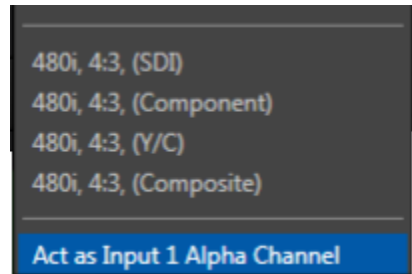 480i, 4:3, (SDI)
480i, 4:3, (Component)
480i, 4:3, (Y/C)
480i, 4:3, (Composite)
Act as Input 1 Alpha Channel